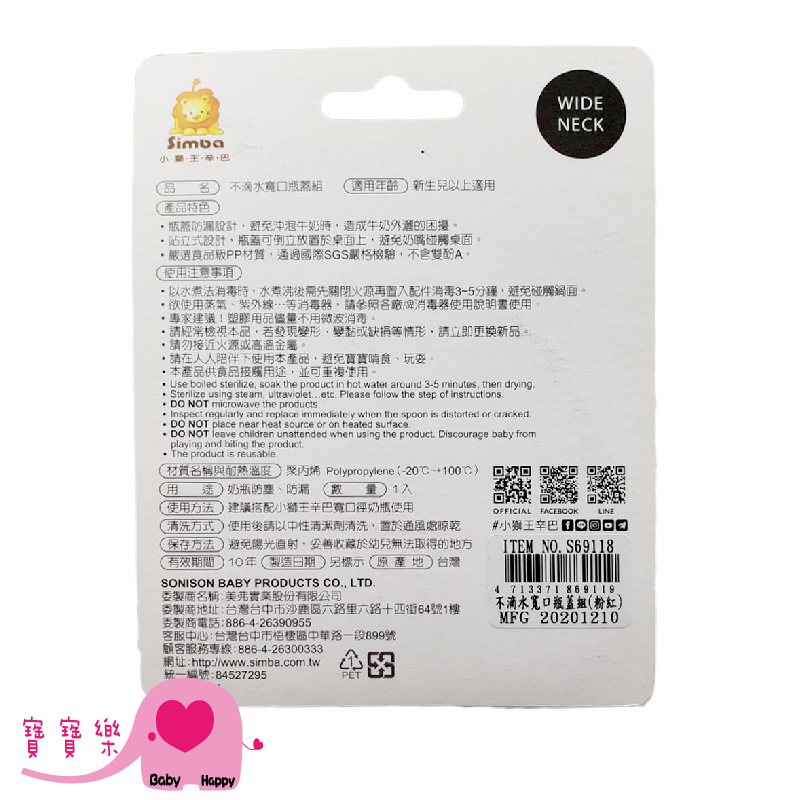 WIDE
NECK
Simba
小·獅·王·辛·巴
品 名 不滴水寬口瓶蓋組 適用年齡 新生兒以上適用
產品特色
・瓶蓋防漏設計，避免沖泡牛奶時，造成牛奶外灑的困擾。
・站立式設計，瓶蓋可倒立放置於桌面上，避免奶嘴碰觸桌面。
・嚴選食品級PP材質，通過國際SGS嚴格檢驗，不含雙酚A。
使用注意事項
・以水煮法消毒時，水煮沸後需先關閉火源再置入配件消毒3~5分鐘，避免碰觸鍋面。
・欲使用蒸氣、紫外線…等消毒器，請參照各廠牌消毒器使用說明書使用。
・專家建議！塑膠用品儘量不用微波消毒。
・請經常檢視本品，若發現變形、變黏或缺損等情形，請立即更換新品。
・請勿接近火源或高溫金屬。
・請在大人陪伴下使用本產品，避免寶寶啃食、玩耍。
・本產品供食品接觸用途，並可重複使用。
• Use boiled sterilize, soak the product in hot water around 3-5 minutes, then drying.
• Sterilize using steam, ultraviolet...etc. Please follow the step of instructions.
• DO NOT microwave the products.
• Inspect regularly and replace immediately when the spoon is distorted or cracked.
• DO NOT place near heat source or on heated surface.
• DO NOT leave children unattended when using the product. Discourage baby from
playing and biting the product.
• The product is reusable.
材質名稱與耐熱溫度 聚丙烯 Polypropylene (-20℃~+100℃)
用 途 奶瓶防塵、防漏 數 量 1入
使用方法 建議搭配小獅王辛巴寬口徑奶瓶使用
清洗方式 使用後請以中性清潔劑清洗，置於通風處晾乾
保存方法 避免陽光直射，妥善收藏於幼兒無法取得的地方
有效期間 10年 製造日期 另標示 原產地 台灣
SONISON BABY PRODUCTS CO., LTD.
委製商名稱: 美弗實業股份有限公司
委製商地址: 台灣台中市沙鹿區六路里六路十四街64號1樓
委製商電話: 886-4-26390955
客服中心: 台灣台中市梧棲區中華路一段899號
顧客服務專線: 886-4-26300333
網址: http://www.simba.com.tw
統一編號: 84527295
PET
OFFICIAL FACEBOOK LINE
#小獅王辛巴
ITEM NO. S69118
4 713371 869119
不滴水寬口瓶蓋組(粉紅)
MFG 20201210
寶寶樂
Baby Happy